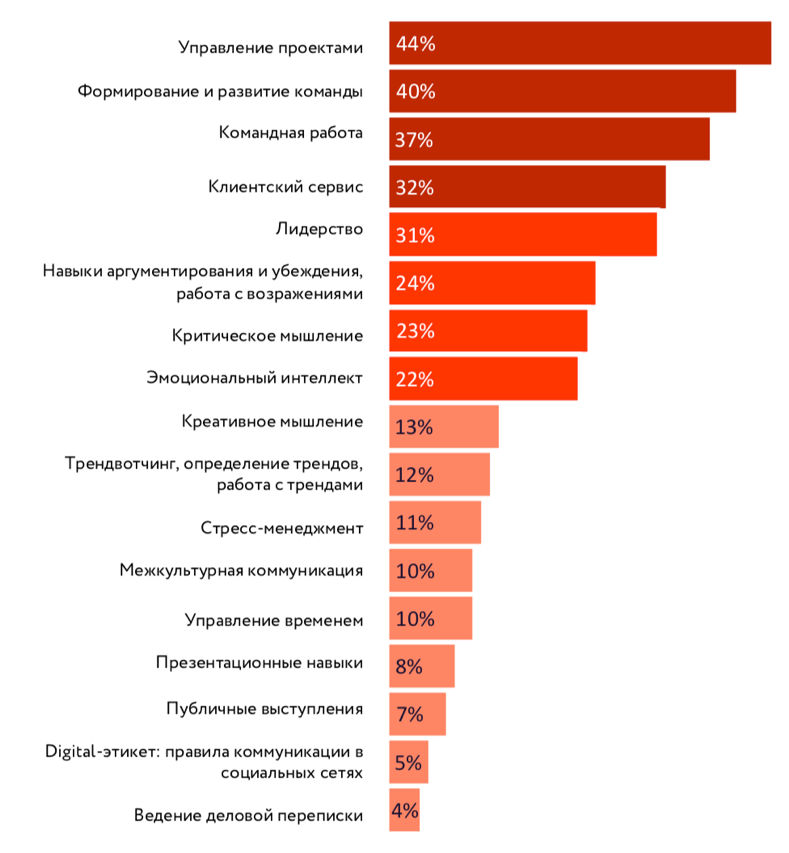 Управление проектами 44%
Формирование и развитие команды 40%
Командная работа 37%
Клиентский сервис 32%
Лидерство 31%
Навыки аргументирования и убеждения,
работа с возражениями 24%
Критическое мышление 23%
Эмоциональный интеллект 22%
Креативное мышление 13%
Трендвотчинг, определение трендов,
работа с трендами 12%
Стресс-менеджмент 11%
Межкультурная коммуникация 10%
Управление временем 10%
Презентационные навыки 8%
Публичные выступления 7%
Digital-этикет: правила коммуникации в
социальных сетях 5%
Ведение деловой переписки 4%